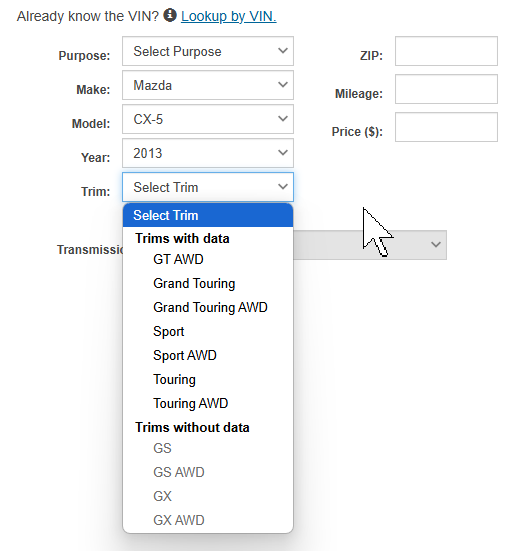 Already know the VIN? Lookup by VIN.
Purpose: Select Purpose
ZIP:
Make: Mazda
Mileage:
Model: CX-5
Price ($):
Year: 2013
Trim: Select Trim
Select Trim
Trims with data
GT AWD
Grand Touring
Grand Touring AWD
Sport
Sport AWD
Touring
Touring AWD
Trims without data
GS
GS AWD
GX
GX AWD